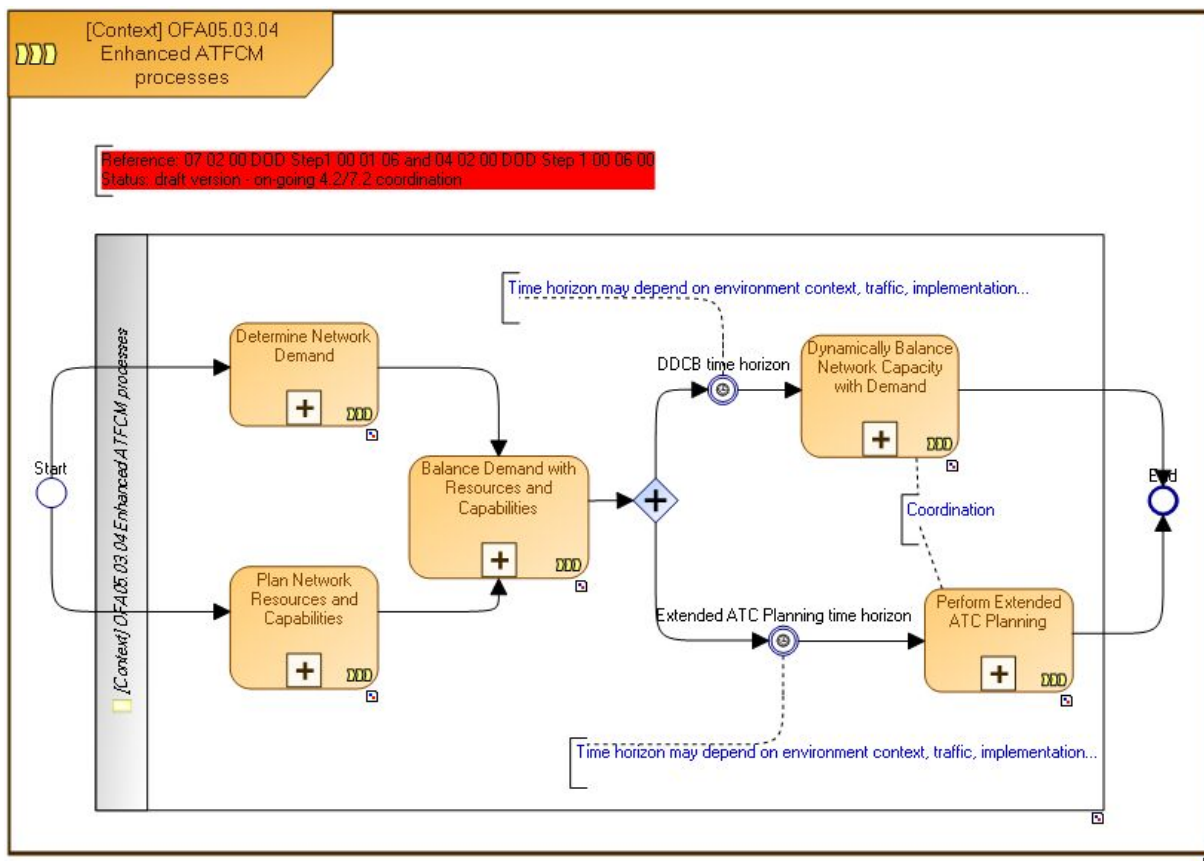 [Context] OFA05.03.04
Enhanced ATFCM
processes
Reference: 07 02 00 DOD Step1 00 01 06 and 04 02 00 DOD Step 1 00 06 00
Status: draft version - on-going 4.2/7.2 coordination
[Context] OFA05.03.04 Enhanced ATFCM processes
Start
Determine Network
Demand
Plan Network
Resources and
Capabilities
Balance Demand with
Resources and
Capabilities
Time horizon may depend on environment context, traffic, implementation...
DDCB time horizon
Dynamically Balance
Network Capacity
with Demand
Coordination
Extended ATC Planning time horizon
Perform Extended
ATC Planning
Time horizon may depend on environment context, traffic, implementation...
End